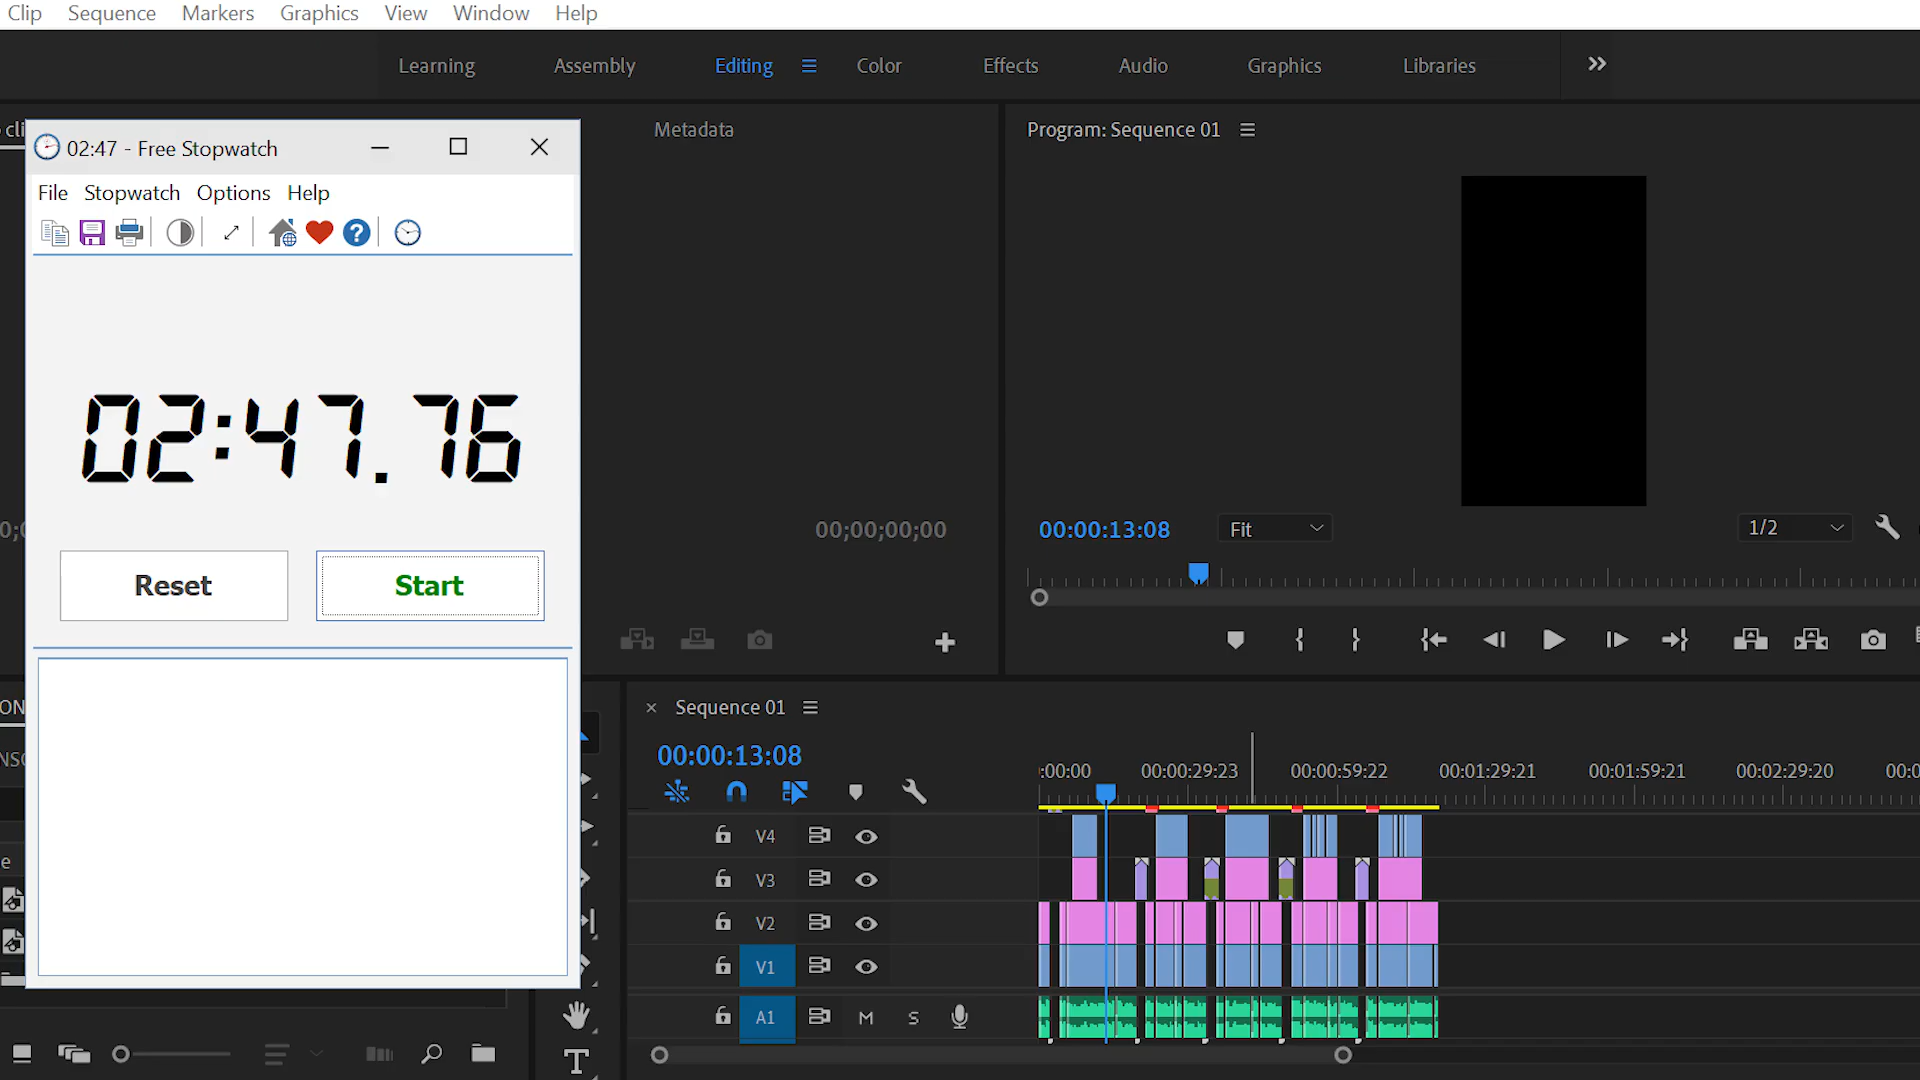 Clip Sequence Markers Graphics View Window Help
Learning Assembly Editing Color Effects Audio Graphics Libraries
cli Metadata Program: Sequence 01
02:47 - Free Stopwatch
File Stopwatch Options Help
02:47.76
Reset Start
00;00;00;00
00:00:13:08 Fit 1/2
× Sequence 01
00:00:13:08
:00:00 00:00:29:23 00:00:59:22 00:01:29:21 00:01:59:21 00:02:29:20 00:0
V4
V3
V2
V1
A1 M S